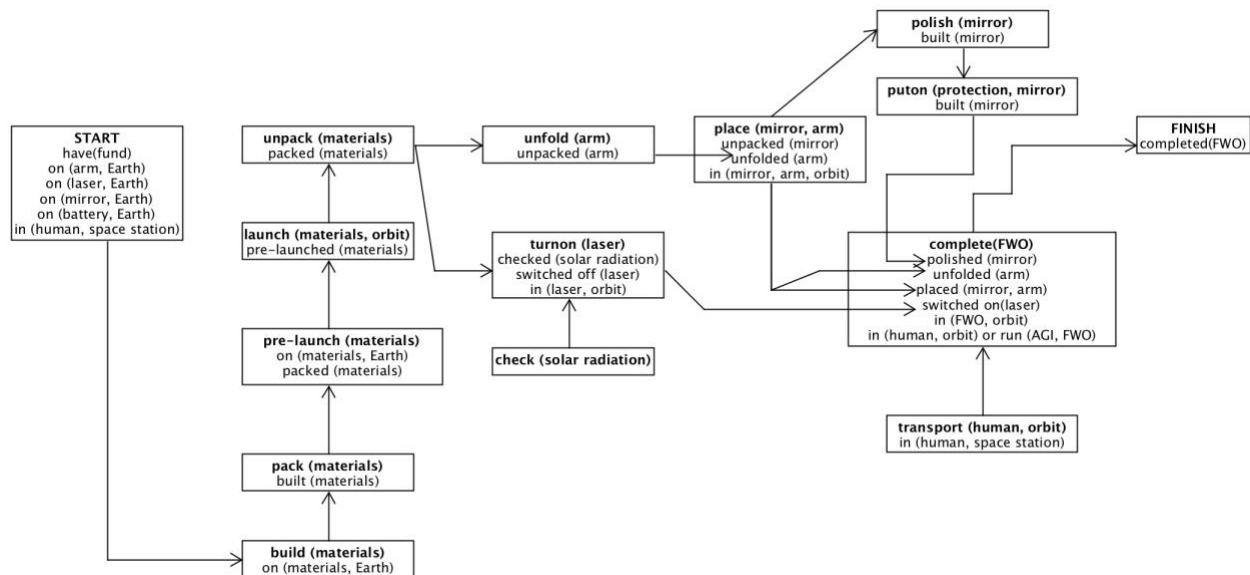 START
have(fund)
on (arm, Earth)
on (laser, Earth)
on (mirror, Earth)
on (battery, Earth)
in (human, space station)
build (materials)
on (materials, Earth)
pack (materials)
built (materials)
pre-launch (materials)
on (materials, Earth)
packed (materials)
launch (materials, orbit)
pre-launched (materials)
unpack (materials)
packed (materials)
unfold (arm)
unpacked (arm)
turnon (laser)
checked (solar radiation)
switched off (laser)
in (laser, orbit)
check (solar radiation)
place (mirror, arm)
unpacked (mirror)
unfolded (arm)
in (mirror, arm, orbit)
polish (mirror)
built (mirror)
puton (protection, mirror)
built (mirror)
complete(FWO)
polished (mirror)
unfolded (arm)
placed (mirror, arm)
switched on(laser)
in (FWO, orbit)
in (human, orbit) or run (AGI, FWO)
transport (human, orbit)
in (human, space station)
FINISH
completed(FWO)